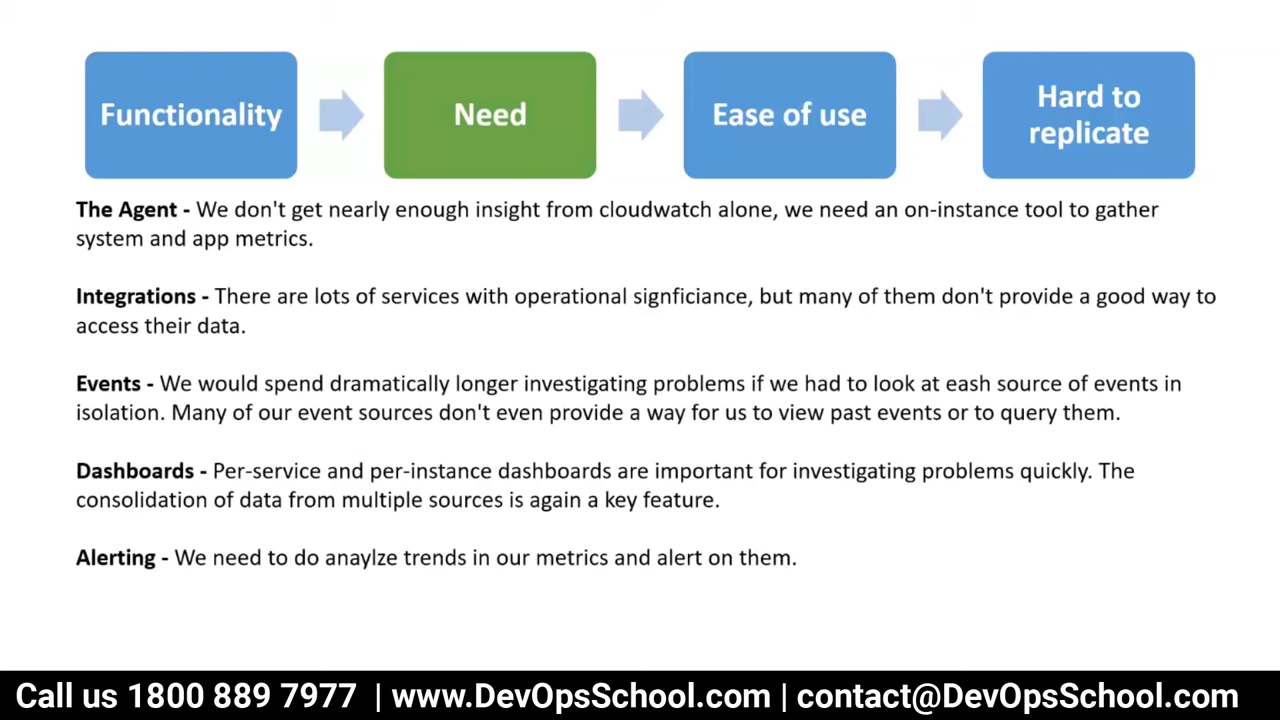 Functionality
Need
Ease of use
Hard to
replicate
The Agent - We don't get nearly enough insight from cloudwatch alone, we need an on-instance tool to gather
system and app metrics.
Integrations - There are lots of services with operational signficiance, but many of them don't provide a good way to
access their data.
Events - We would spend dramatically longer investigating problems if we had to look at eash source of events in
isolation. Many of our event sources don't even provide a way for us to view past events or to query them.
Dashboards - Per-service and per-instance dashboards are important for investigating problems quickly. The
consolidation of data from multiple sources is again a key feature.
Alerting - We need to do anaylze trends in our metrics and alert on them.
Call us 1800 889 7977 | www.DevOpsSchool.com | contact@DevOpsSchool.com